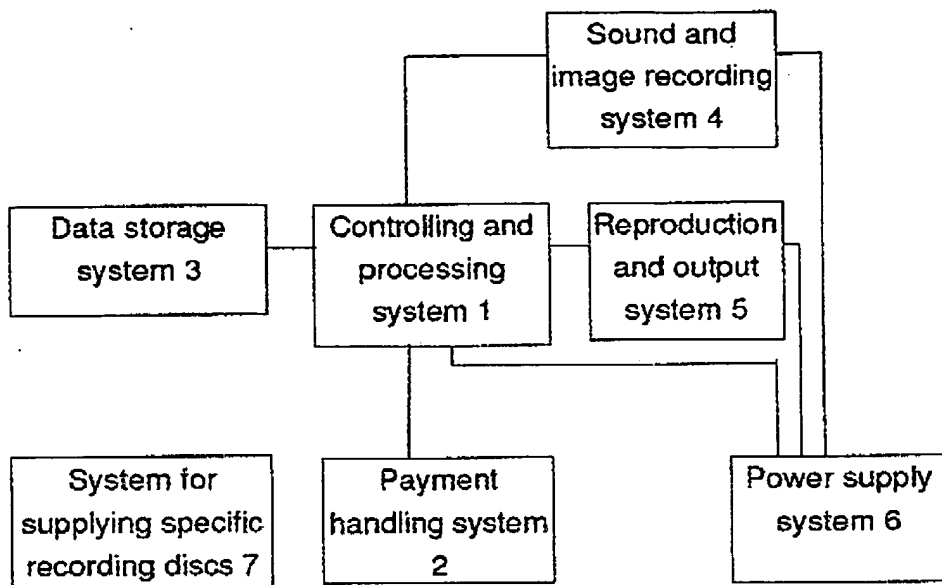 Sound and
image recording
system 4
Data storage
system 3
Controlling and
processing
system 1
Reproduction
and output
system 5
System for
supplying specific
recording discs 7
Payment
handling system
2
Power supply
system 6